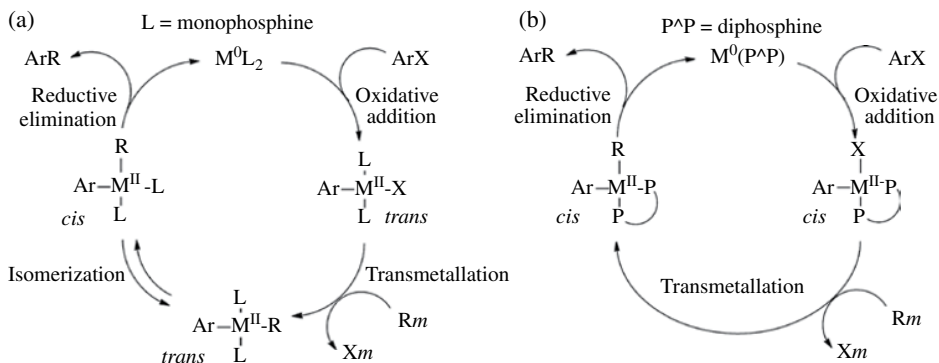 (a)
L = monophosphine
ArR
M⁰L₂
ArX
Reductive
elimination
Oxidative
addition
R
Ar–Mᴵᴵ-L
L
cis
L
Ar–Mᴵᴵ-X
L trans
Isomerization
Transmetallation
L
Ar–Mᴵᴵ-R
L
trans
Rm
Xm
(b)
P^P = diphosphine
ArR
M⁰(P^P)
ArX
Reductive
elimination
Oxidative
addition
R
Ar–Mᴵᴵ-P
P
cis
X
Ar–Mᴵᴵ-P
P
cis
Transmetallation
Rm
Xm